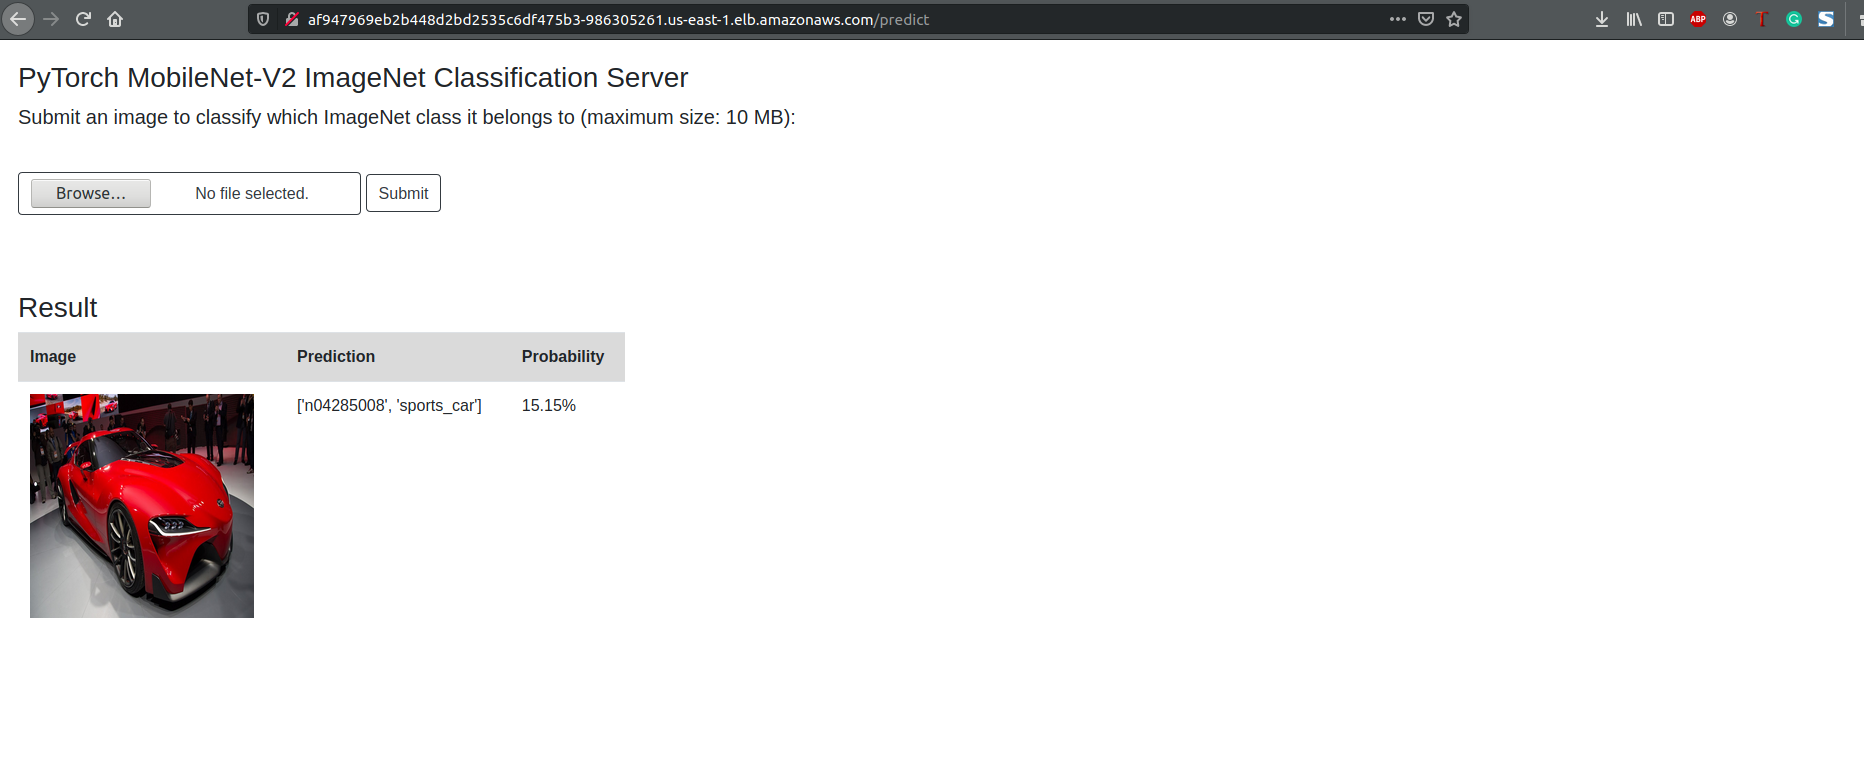 af947969eb2b448d2bd2535c6df475b3-986305261.us-east-1.elb.amazonaws.com/predict
ABP
PyTorch MobileNet-V2 ImageNet Classification Server
Submit an image to classify which ImageNet class it belongs to (maximum size: 10 MB):
Browse... No file selected. Submit
Result
Image Prediction Probability
['n04285008', 'sports_car'] 15.15%